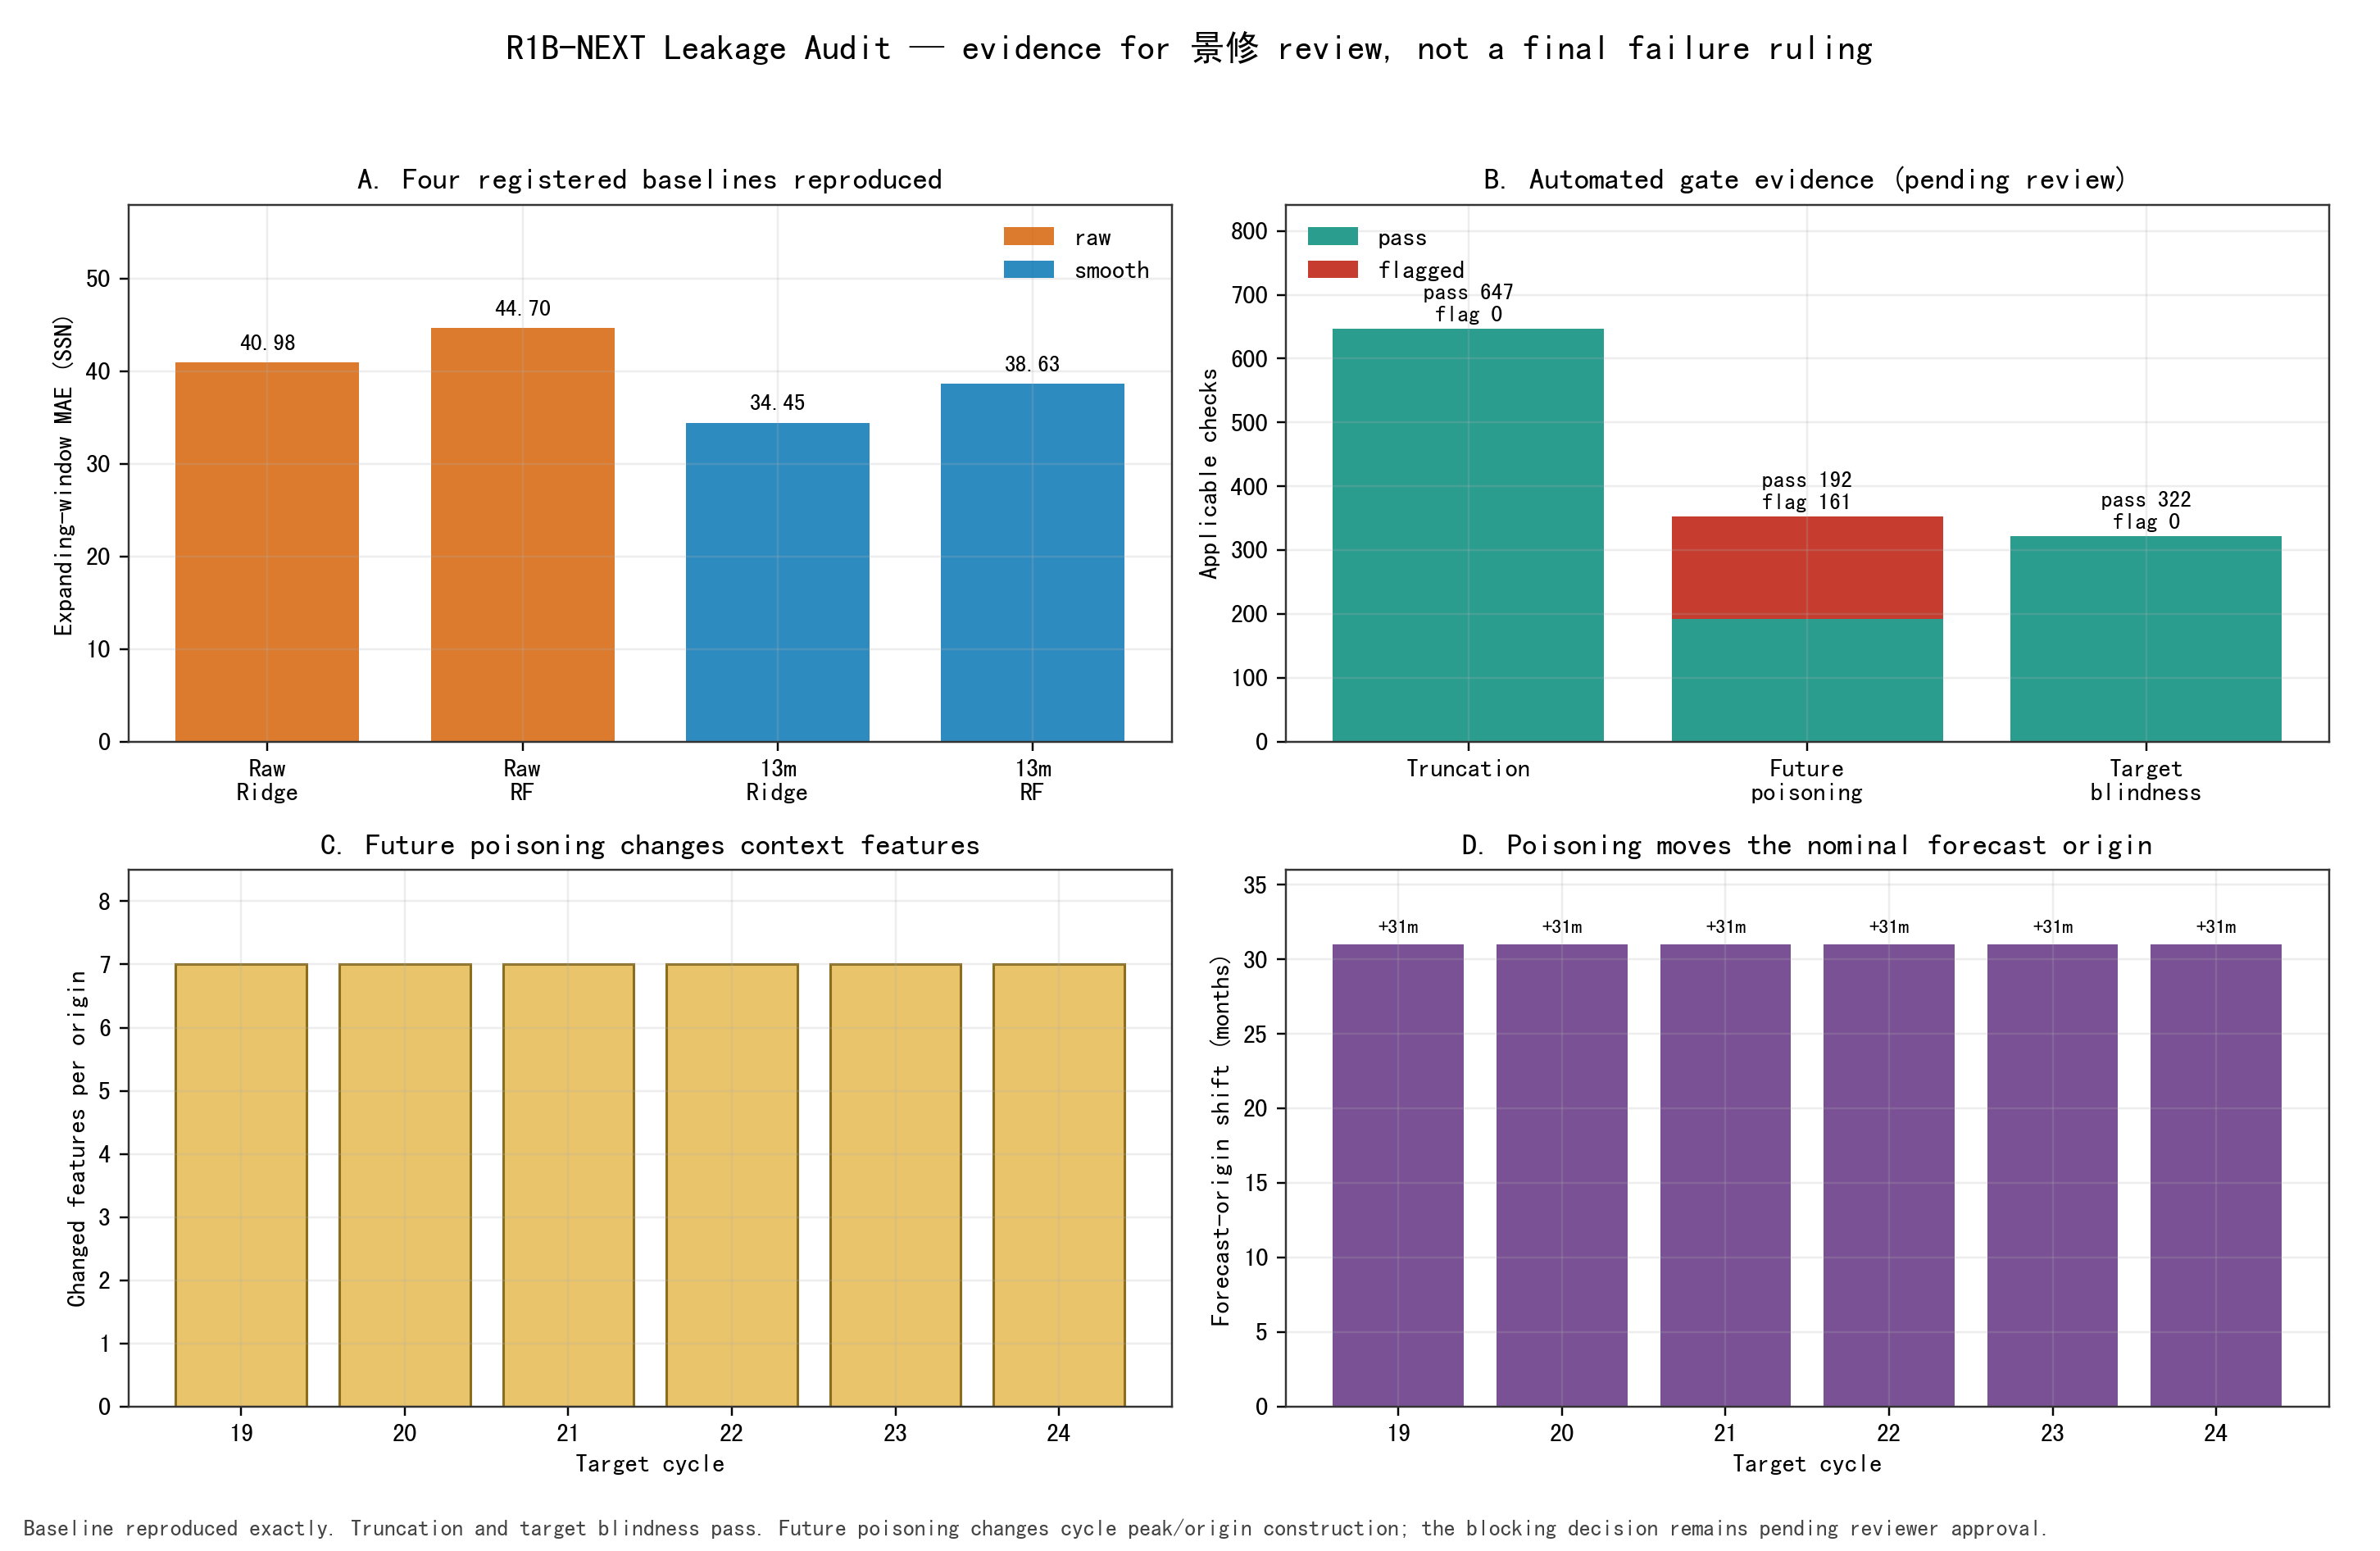 R1B-NEXT Leakage Audit — evidence for 景修 review, not a final failure ruling
A. Four registered baselines reproduced
Expanding-window MAE (SSN)
50
40
30
20
10
0
raw
smooth
40.98
44.70
34.45
38.63
Raw
Ridge
Raw
RF
13m
Ridge
13m
RF
B. Automated gate evidence (pending review)
Applicable checks
800
700
600
500
400
300
200
100
0
pass
flagged
pass 647
flag 0
pass 192
flag 161
pass 322
flag 0
Truncation
Future
poisoning
Target
blindness
C. Future poisoning changes context features
Changed features per origin
8
7
6
5
4
3
2
1
0
19
20
21
22
23
24
Target cycle
D. Poisoning moves the nominal forecast origin
Forecast-origin shift (months)
35
30
25
20
15
10
5
0
+31m
+31m
+31m
+31m
+31m
+31m
19
20
21
22
23
24
Target cycle
Baseline reproduced exactly. Truncation and target blindness pass. Future poisoning changes cycle peak/origin construction; the blocking decision remains pending reviewer approval.